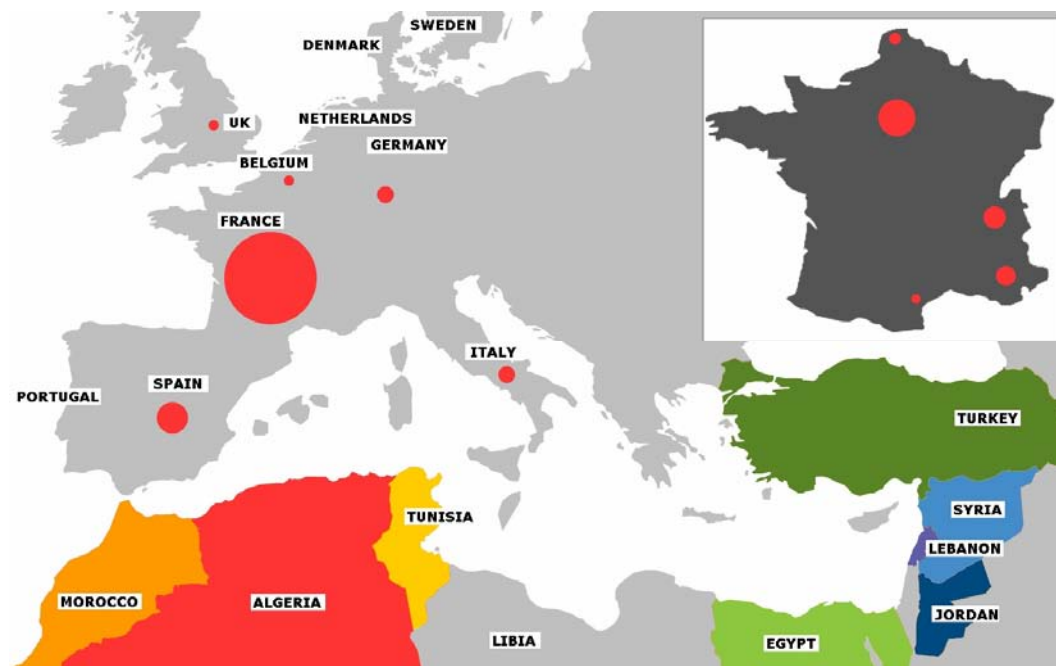 SWEDEN
DENMARK
NETHERLANDS
UK
GERMANY
BELGIUM
FRANCE
ITALY
SPAIN
PORTUGAL
TURKEY
SYRIA
TUNISIA
LEBANON
MOROCCO
ALGERIA
JORDAN
LIBIA
EGYPT